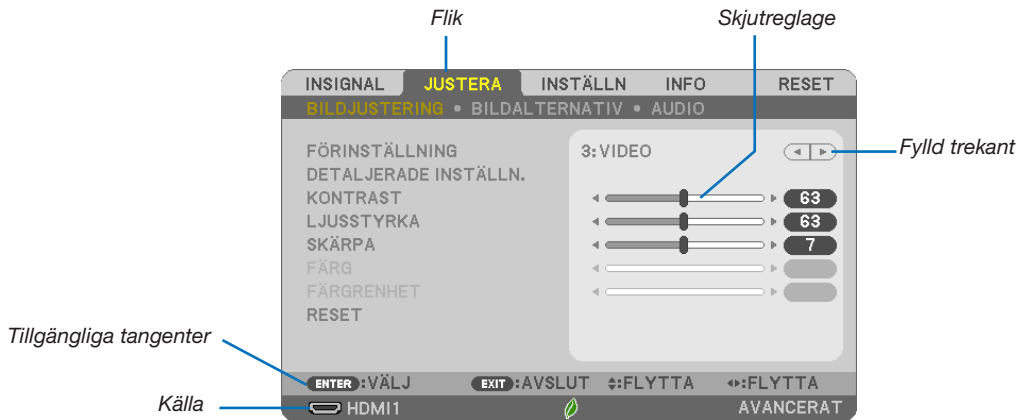 Flik
Skjutreglage
INSIGNAL JUSTERA INSTÄLLN INFO RESET
BILDJUSTERING • BILDALTERNATIV • AUDIO
FÖRINSTÄLLNING 3:VIDEO
Fylld trekant
DETALJERADE INSTÄLLN.
KONTRAST 63
LJUSSTYRKA 63
SKÄRPA 7
FÄRG
FÄRGRENHET
RESET
Tillgängliga tangenter
ENTER:VÄLJ EXIT:AVSLUT :FLYTTA :FLYTTA
Källa
HDMI1 AVANCERAT